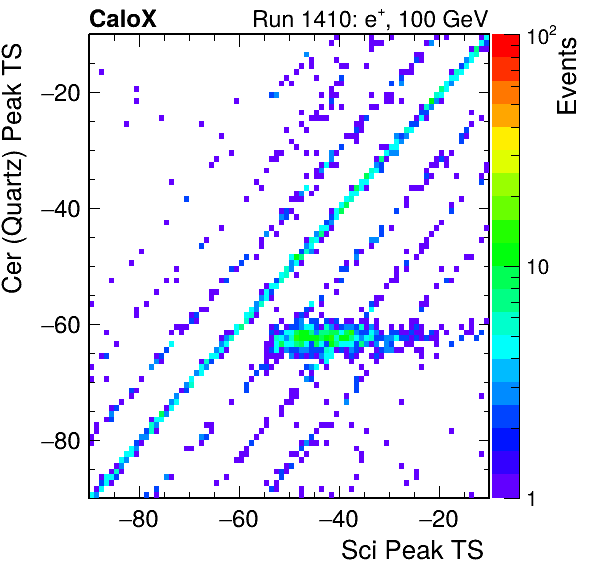 CaloX Run 1410: e⁺, 100 GeV
Cer (Quartz) Peak TS
−20
−40
−60
−80
−80 −60 −40 −20
Sci Peak TS
10²
10
1
Events